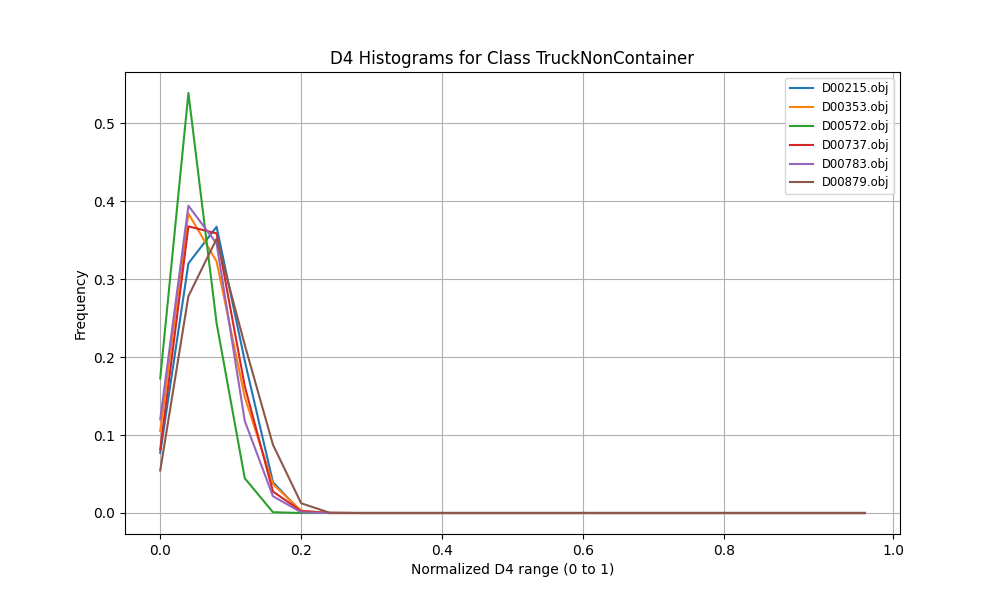 D4 Histograms for Class TruckNonContainer
D00215.obj
D00353.obj
D00572.obj
D00737.obj
D00783.obj
D00879.obj
Frequency
0.5
0.4
0.3
0.2
0.1
0.0
0.0 0.2 0.4 0.6 0.8 1.0
Normalized D4 range (0 to 1)